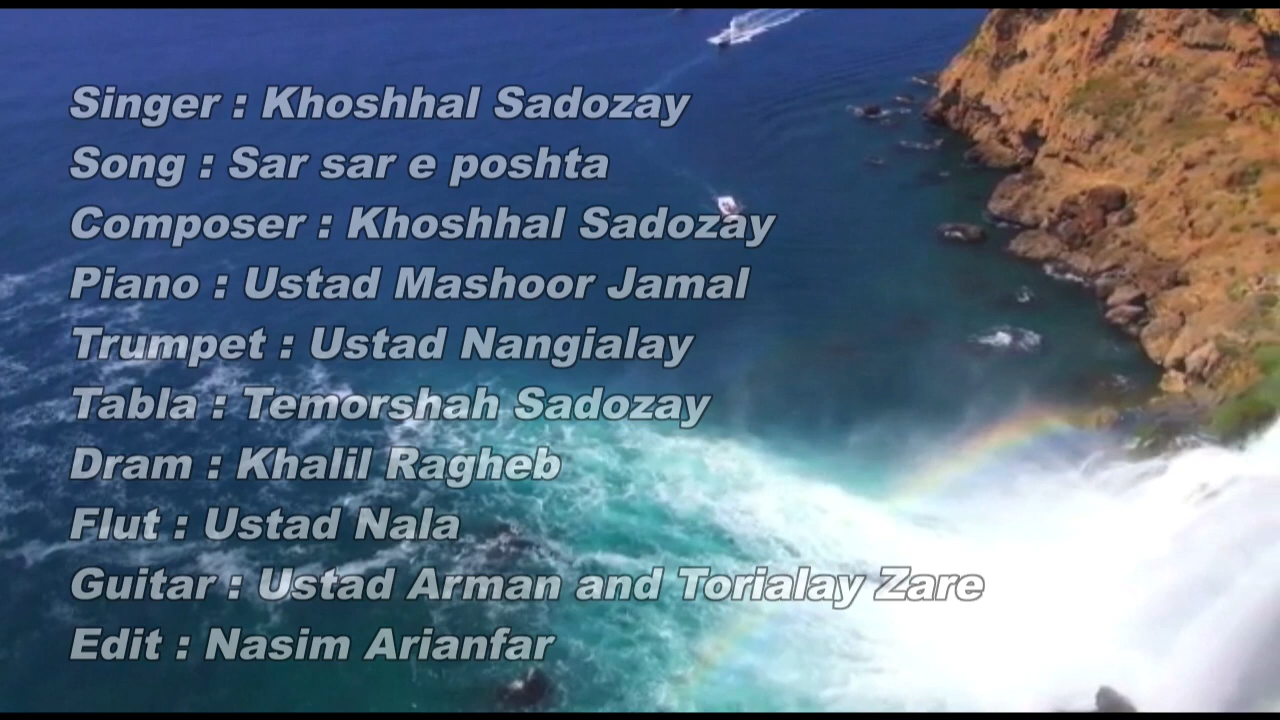 Singer : Khoshhal Sadozay
Song : Sar sar e poshta
Composer : Khoshhal Sadozay
Piano : Ustad Mashoor Jamal
Trumpet : Ustad Nangialay
Tabla : Temorshah Sadozay
Dram : Khalil Ragheb
Flut : Ustad Nala
Guitar : Ustad Arman and Torialay Zare
Edit : Nasim Arianfar